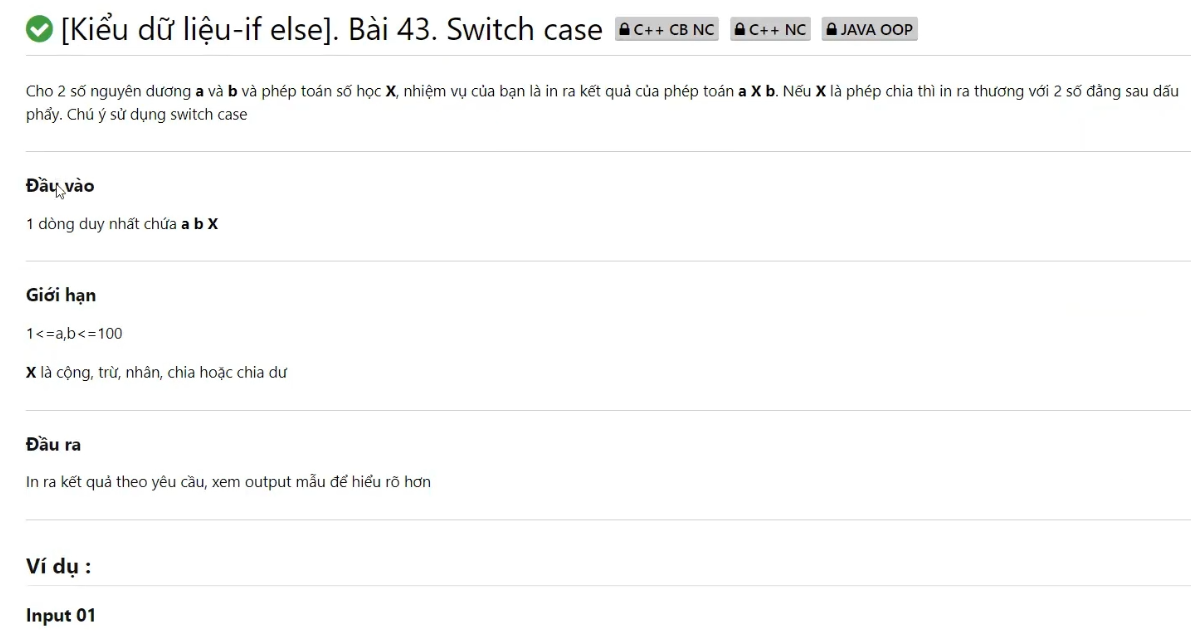 [Kiểu dữ liệu-if else]. Bài 43. Switch case C++ CB NC C++ NC JAVA OOP
Cho 2 số nguyên dương a và b và phép toán số học X, nhiệm vụ của bạn là in ra kết quả của phép toán a X b. Nếu X là phép chia thì in ra thương với 2 số đằng sau dấu
phẩy. Chú ý sử dụng switch case
Đầu vào
1 dòng duy nhất chứa a b X
Giới hạn
1<=a,b<=100
X là cộng, trừ, nhân, chia hoặc chia dư
Đầu ra
In ra kết quả theo yêu cầu, xem output mẫu để hiểu rõ hơn
Ví dụ :
Input 01